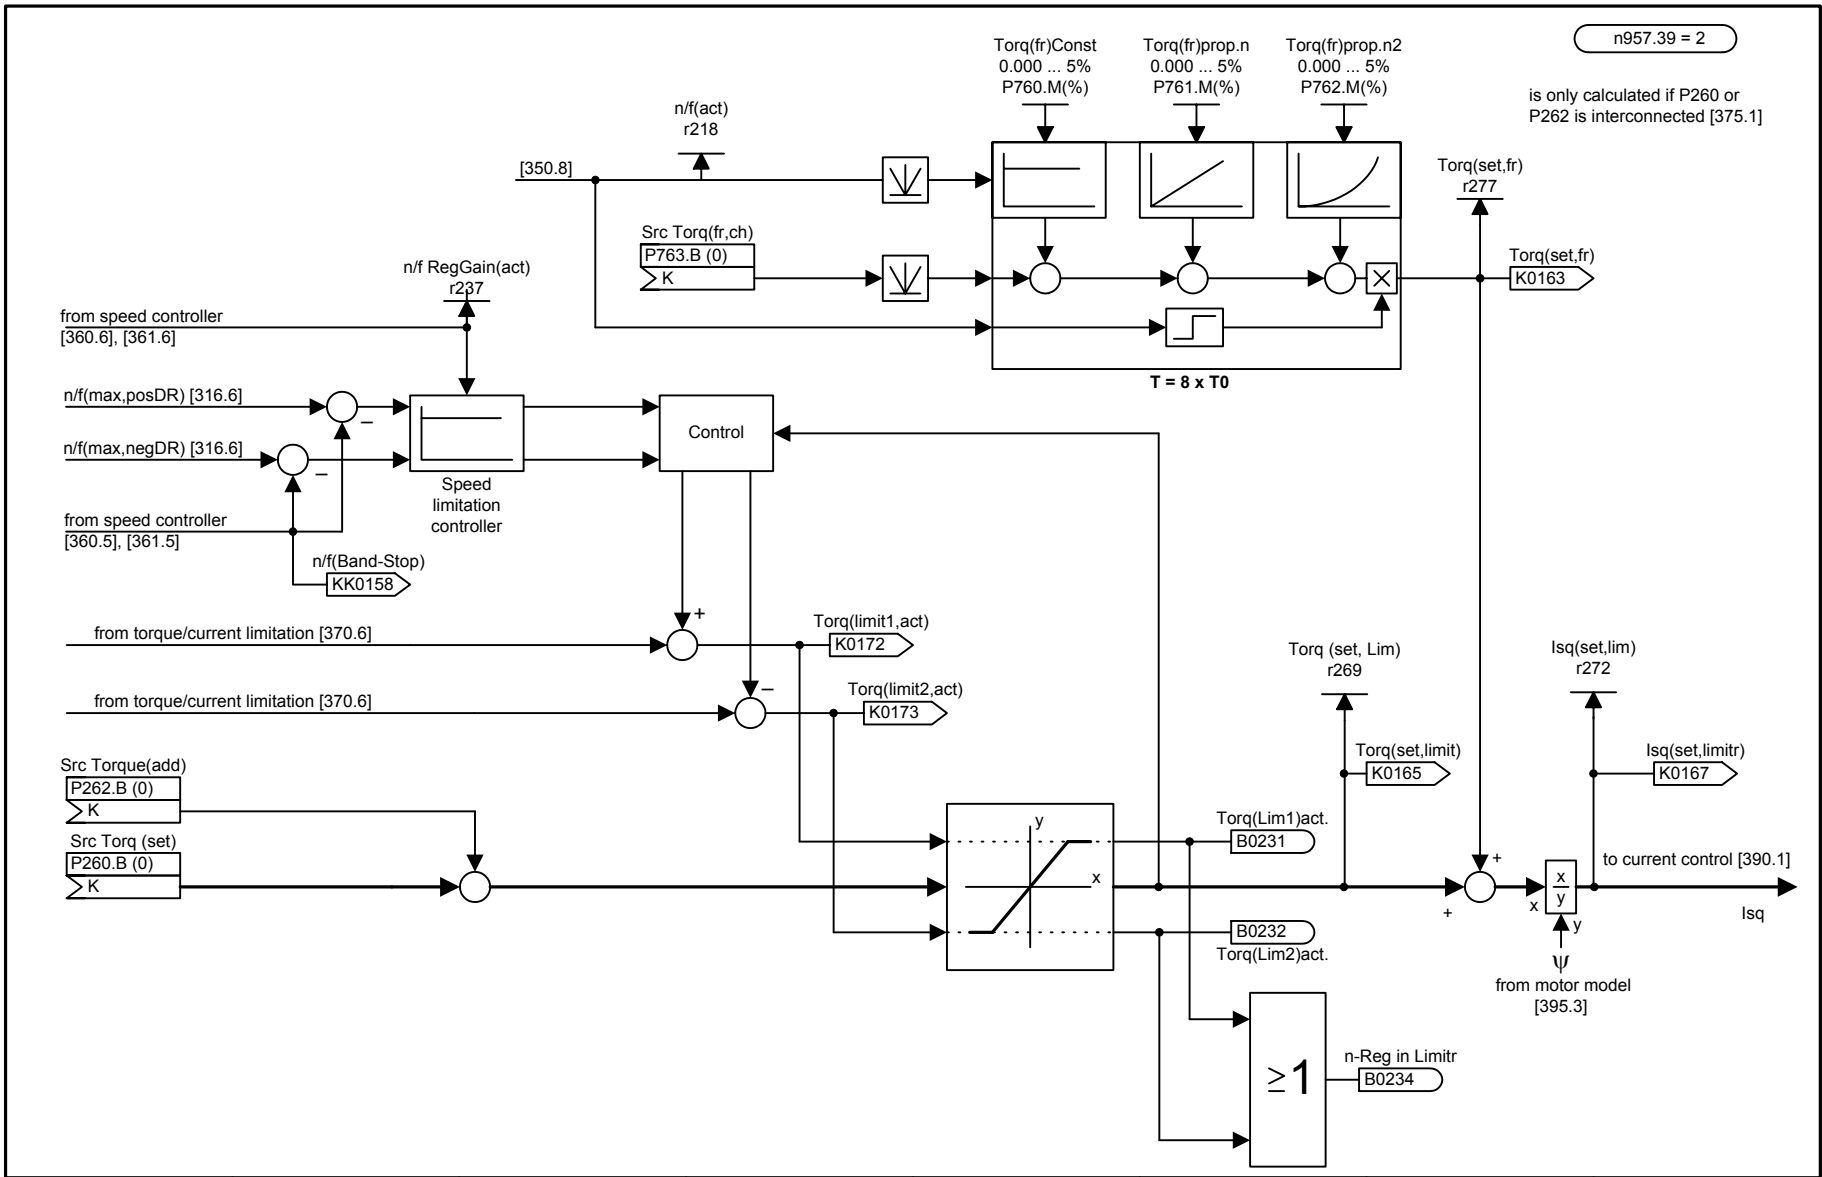 n957.39 = 2
is only calculated if P260 or
P262 is interconnected [375.1]
Torq(fr)Const
0.000 ... 5%
P760.M(%)
Torq(fr)prop.n
0.000 ... 5%
P761.M(%)
Torq(fr)prop.n2
0.000 ... 5%
P762.M(%)
n/f(act)
r218
[350.8]
Torq(set,fr)
r277
Src Torq(fr,ch)
P763.B (0)
K
Torq(set,fr)
K0163
T = 8 x T0
n/f RegGain(act)
r237
from speed controller
[360.6], [361.6]
n/f(max,posDR) [316.6]
–
n/f(max,negDR) [316.6]
–
Control
Speed
limitation
controller
from speed controller
[360.5], [361.5]
n/f(Band-Stop)
KK0158
+
from torque/current limitation [370.6]
Torq(limit1,act)
K0172
–
from torque/current limitation [370.6]
Torq(limit2,act)
K0173
Torq (set, Lim)
r269
Isq(set,lim)
r272
Torq(set,limit)
K0165
Isq(set,limitr)
K0167
Src Torque(add)
P262.B (0)
K
Src Torq (set)
P260.B (0)
K
y
x
Torq(Lim1)act.
B0231
B0232
Torq(Lim2)act.
+
+
x
x
y
y
to current control [390.1]
Isq
ψ
from motor model
[395.3]
≥1
n-Reg in Limitr
B0234